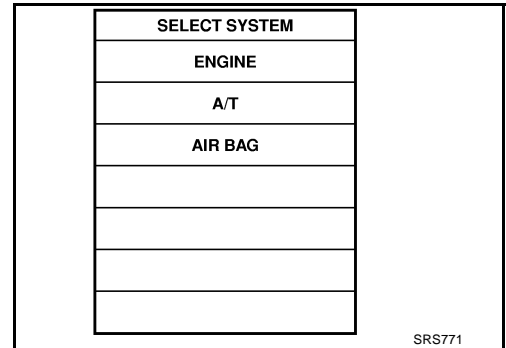 SELECT SYSTEM
ENGINE
A/T
AIR BAG
SRS771